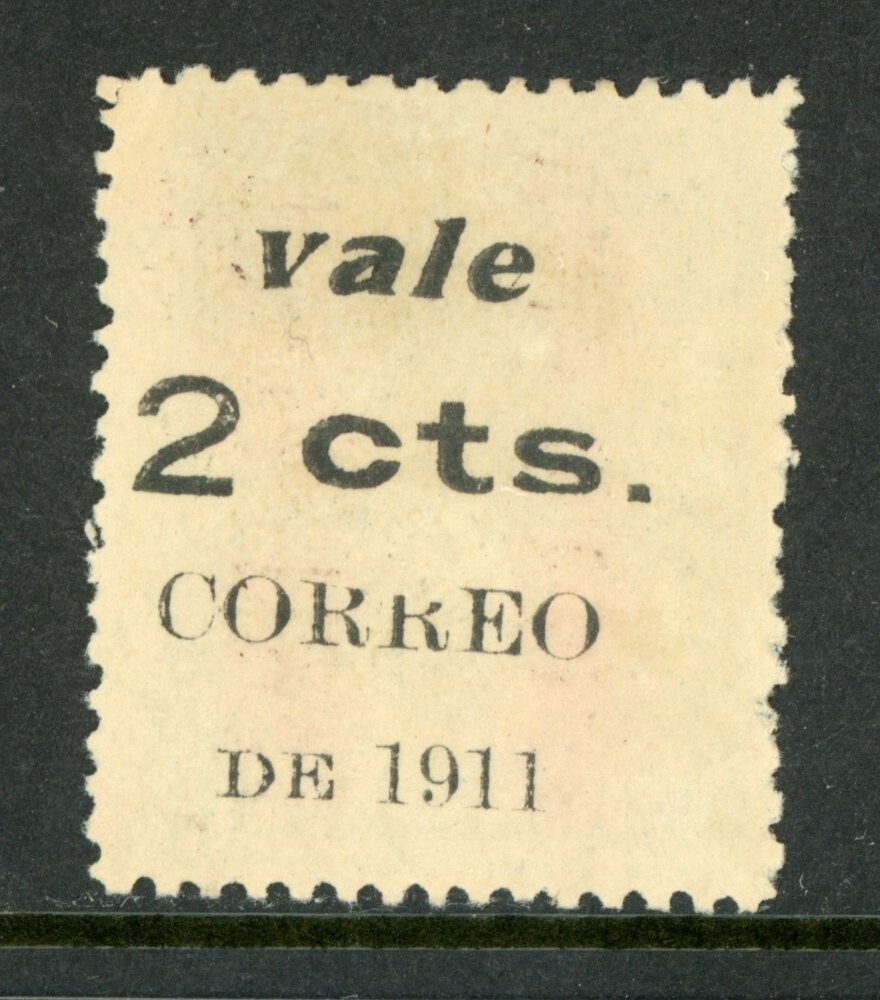 vale
2 cts.
CORREO
DE 1911